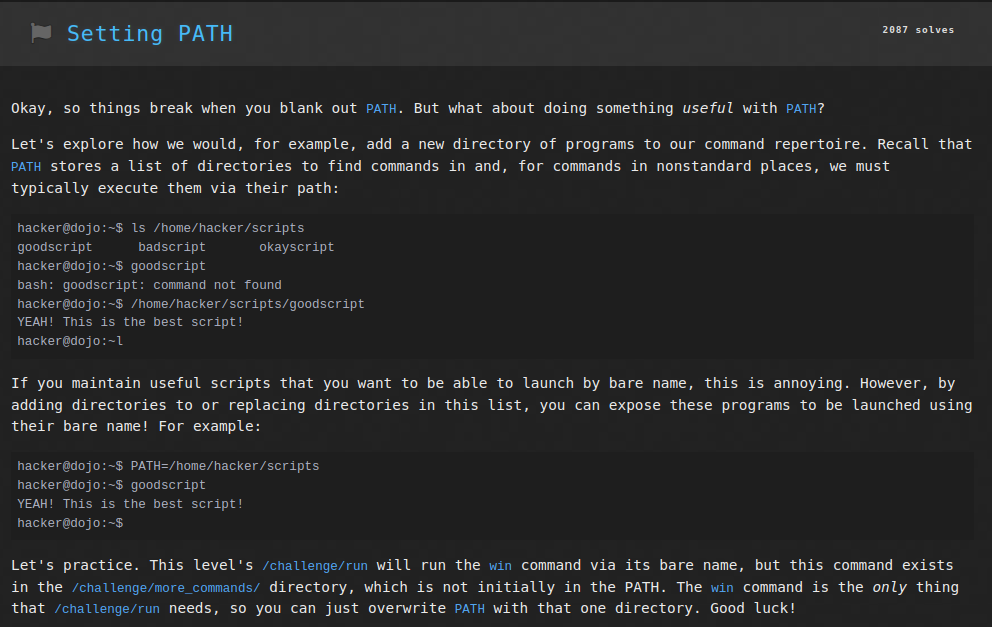 Setting PATH
2087 solves
Okay, so things break when you blank out PATH. But what about doing something useful with PATH?
Let's explore how we would, for example, add a new directory of programs to our command repertoire. Recall that
PATH stores a list of directories to find commands in and, for commands in nonstandard places, we must
typically execute them via their path:
hacker@dojo:~$ ls /home/hacker/scripts
goodscript      badscript       okayscript
hacker@dojo:~$ goodscript
bash: goodscript: command not found
hacker@dojo:~$ /home/hacker/scripts/goodscript
YEAH! This is the best script!
hacker@dojo:~l
If you maintain useful scripts that you want to be able to launch by bare name, this is annoying. However, by
adding directories to or replacing directories in this list, you can expose these programs to be launched using
their bare name! For example:
hacker@dojo:~$ PATH=/home/hacker/scripts
hacker@dojo:~$ goodscript
YEAH! This is the best script!
hacker@dojo:~$
Let's practice. This level's /challenge/run will run the win command via its bare name, but this command exists
in the /challenge/more_commands/ directory, which is not initially in the PATH. The win command is the only thing
that /challenge/run needs, so you can just overwrite PATH with that one directory. Good luck!